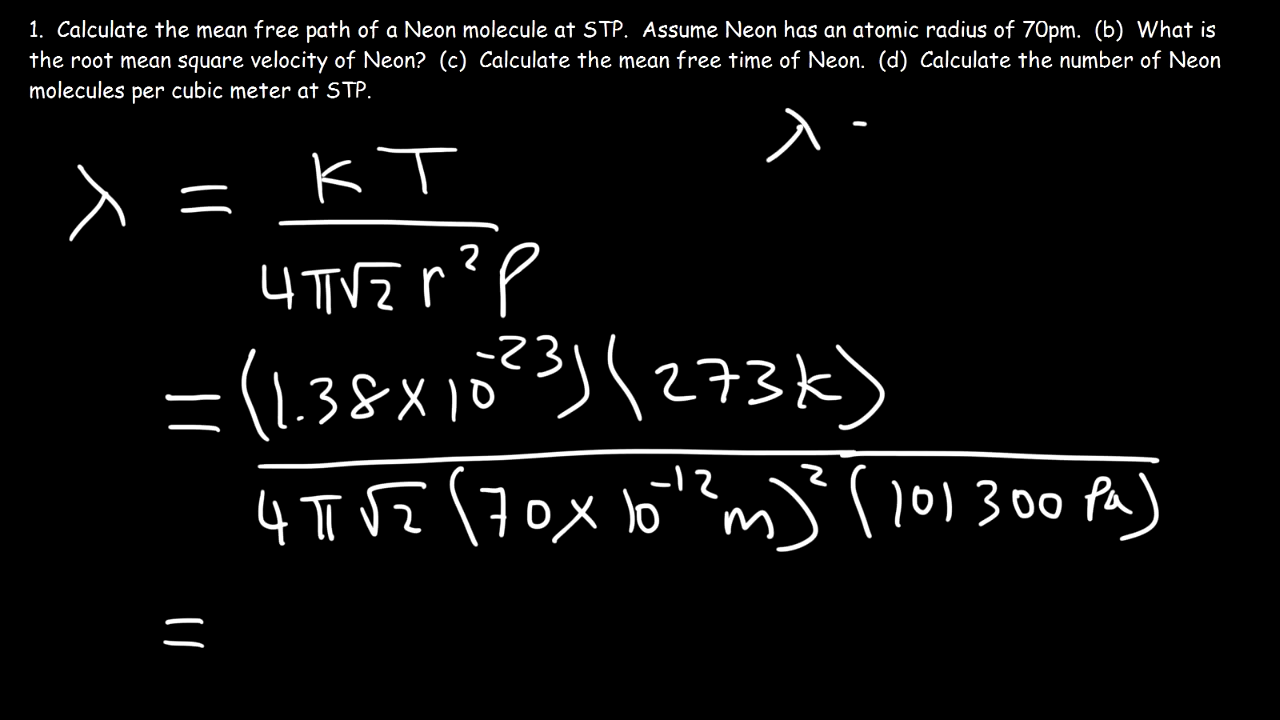 1. Calculate the mean free path of a Neon molecule at STP. Assume Neon has an atomic radius of 70pm. (b) What is
the root mean square velocity of Neon? (c) Calculate the mean free time of Neon. (d) Calculate the number of Neon
molecules per cubic meter at STP.
λ -
λ = KT
4π√2 r²P
= (1.38×10⁻²³)(273K)
4π√2 (70×10⁻¹²m)² (101300 Pa)
=